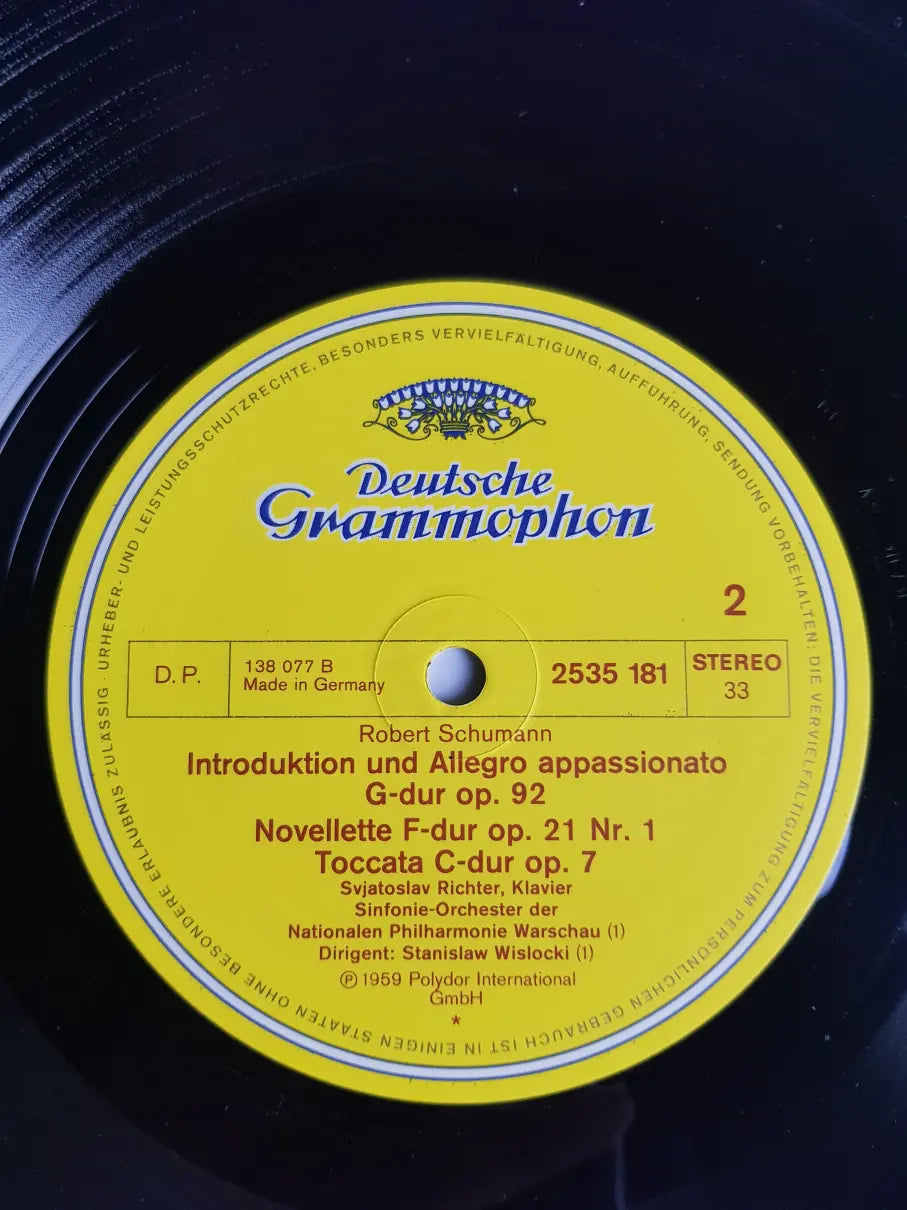 Deutsche
Grammophon
2
D. P.
138 077 B
Made in Germany
2535 181
STEREO
33
Robert Schumann
Introduktion und Allegro appassionato
G-dur op. 92
Novellette F-dur op. 21 Nr. 1
Toccata C-dur op. 7
Svjatoslav Richter, Klavier
Sinfonie-Orchester der
Nationalen Philharmonie Warschau (1)
Dirigent: Stanislaw Wislocki (1)
℗ 1959 Polydor International
GmbH
*
URHEBER- UND LEISTUNGSSCHUTZRECHTE, BESONDERS VERVIELFÄLTIGUNG, AUFFÜHRUNG, SENDUNG VORBEHALTEN; DIE VERVIELFÄLTIGUNG ZUM PERSÖNLICHEN GEBRAUCH IST IN EINIGEN STAATEN OHNE BESONDERE ERLAUBNIS ZULÄSSIG ·